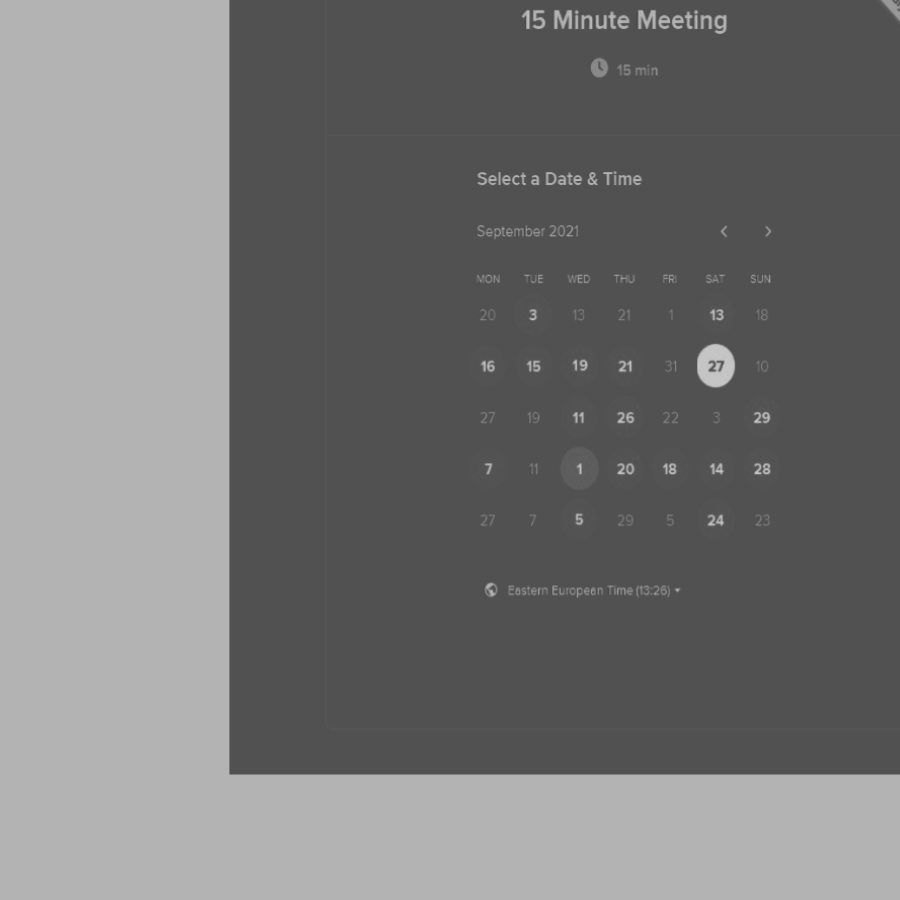 15 Minute Meeting
15 min
Select a Date & Time
September 2021
MON TUE WED THU FRI SAT SUN
20 3 13 21 1 13 18
16 15 19 21 31 27 10
27 19 11 26 22 3 29
7 11 1 20 18 14 28
27 7 5 29 5 24 23
Eastern European Time (13:26)